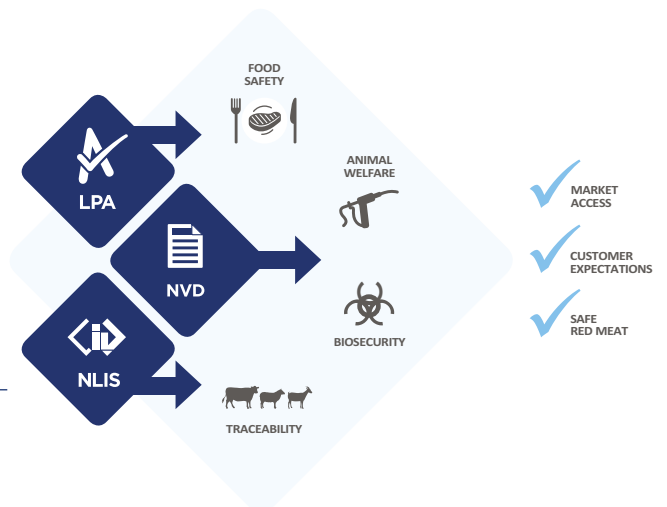 FOOD
SAFETY
LPA
ANIMAL
WELFARE
NVD
BIOSECURITY
NLIS
TRACEABILITY
MARKET
ACCESS
CUSTOMER
EXPECTATIONS
SAFE
RED MEAT